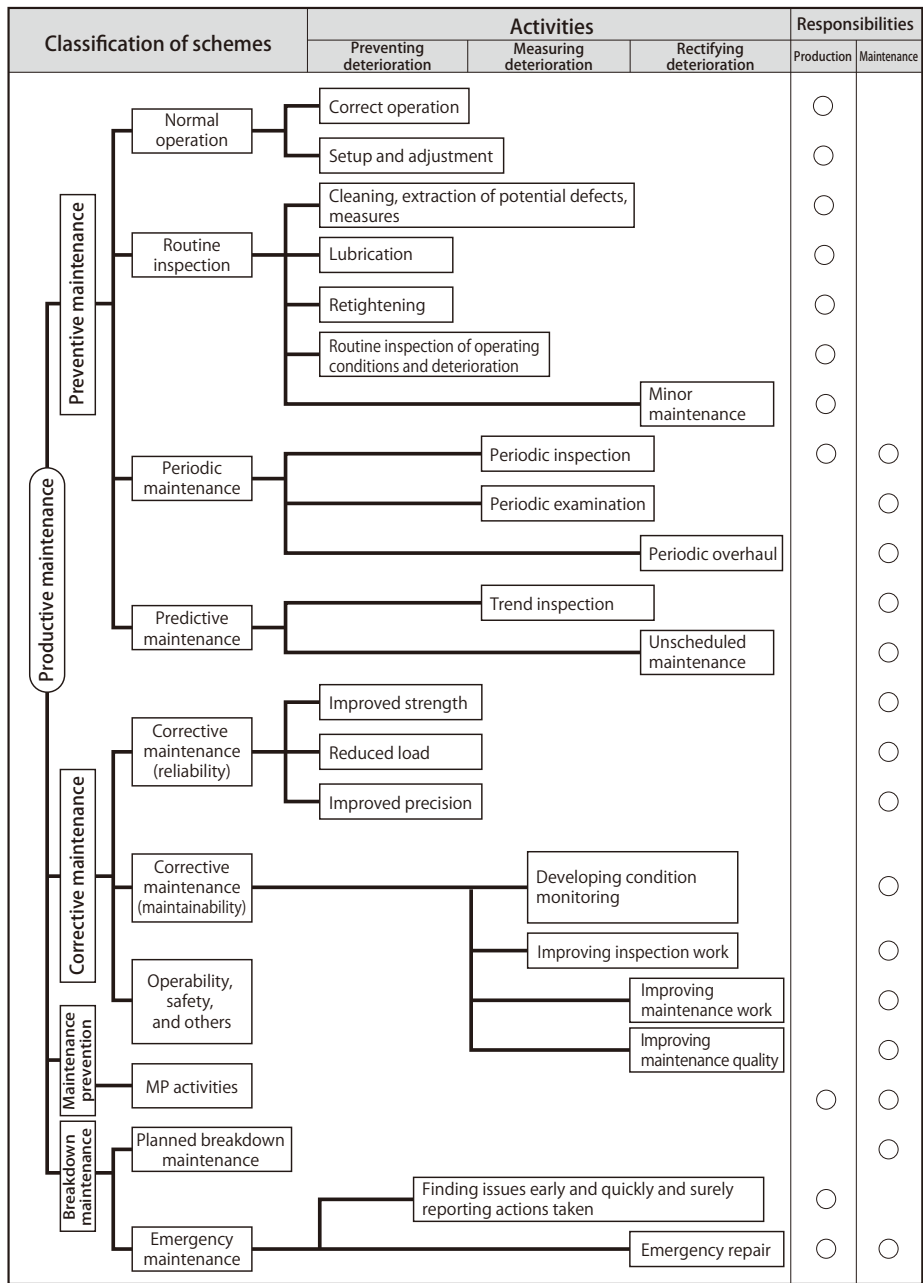 Classification of schemes
Activities
Responsibilities
Preventing
deterioration
Measuring
deterioration
Rectifying
deterioration
Production
Maintenance
Productive maintenance
Preventive maintenance
Normal
operation
Correct operation
○
Setup and adjustment
○
Routine
inspection
Cleaning, extraction of potential defects,
measures
○
Lubrication
○
Retightening
○
Routine inspection of operating
conditions and deterioration
○
Minor
maintenance
○
Periodic
maintenance
Periodic inspection
○ ○
Periodic examination
○
Periodic overhaul
○
Predictive
maintenance
Trend inspection
○
Unscheduled
maintenance
○
Corrective maintenance
Corrective
maintenance
(reliability)
Improved strength
○
Reduced load
○
Improved precision
○
Corrective
maintenance
(maintainability)
Developing condition
monitoring
○
Improving inspection work
○
Operability,
safety,
and others
Improving
maintenance work
○
Improving
maintenance quality
○
Maintenance
prevention
MP activities
○ ○
Breakdown
maintenance
Planned breakdown
maintenance
○
Finding issues early and quickly and surely
reporting actions taken
○
Emergency
maintenance
Emergency repair
○ ○